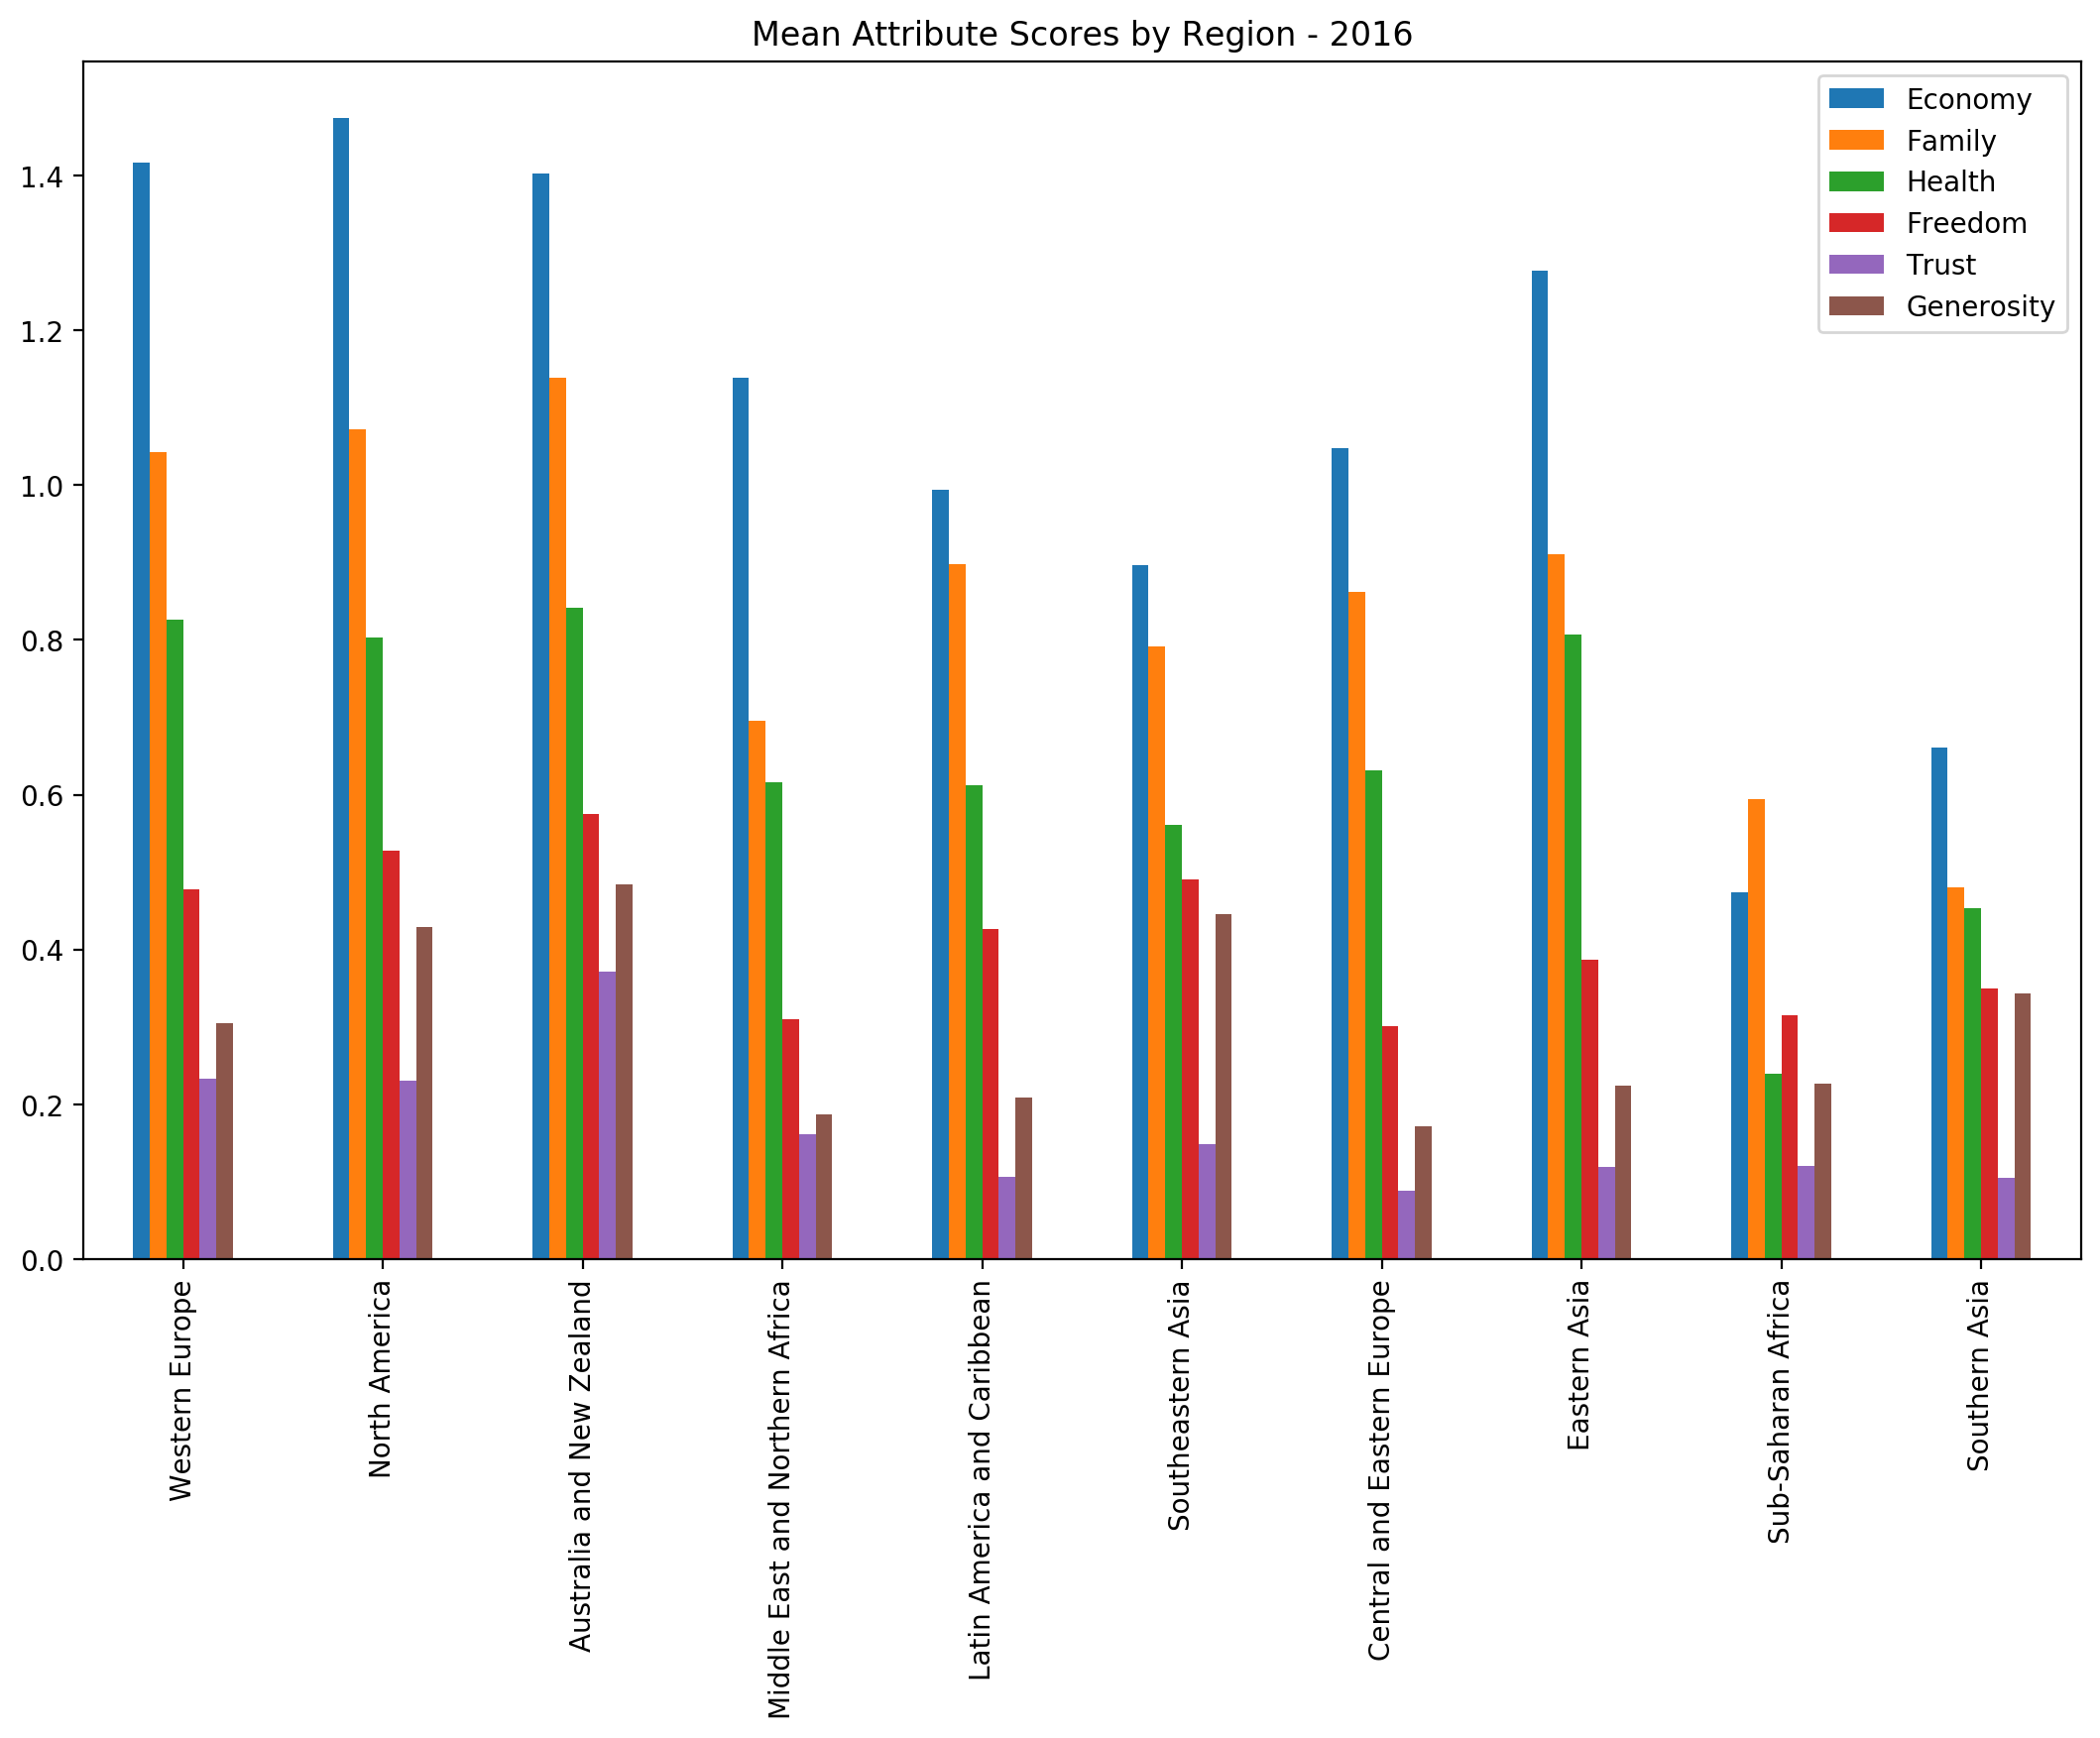 Mean Attribute Scores by Region - 2016
Economy
Family
Health
Freedom
Trust
Generosity
1.4
1.2
1.0
0.8
0.6
0.4
0.2
0.0
Western Europe
North America
Australia and New Zealand
Middle East and Northern Africa
Latin America and Caribbean
Southeastern Asia
Central and Eastern Europe
Eastern Asia
Sub-Saharan Africa
Southern Asia